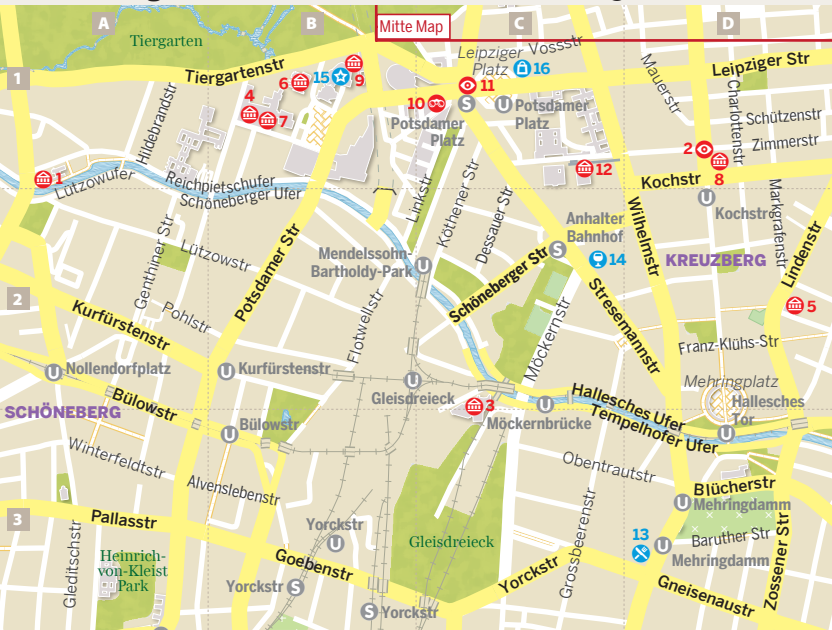 A
B
C
D
Mitte Map
Tiergarten
Leipziger
Platz
Vossstr
16
1
Tiergartenstr
6
15
9
11
Leipziger Str
Mauerstr
4
7
10
Potsdamer
Platz
S
U
Potsdamer
Platz
Hildebrandstr
Charlottenstr
Schützenstr
Zimmerstr
2
8
12
1
Lützowufer
Reichpietschufer
Schöneberger Ufer
Kochstr
U
Kochstr
Linkstr
Köthener Str
Dessauer Str
Anhalter
Bahnhof
S
14
Wilhelmstr
Markgrafenstr
Lindenstr
KREUZBERG
Genthiner Str
Lützowstr
Potsdamer Str
Mendelssohn-
Bartholdy-Park
U
Schöneberger Str
Stresemannstr
5
2
Kurfürstenstr
Pohlstr
Flotwellstr
Möckernstr
Franz-Klühs-Str
U
Nollendorfplatz
U
Kurfürstenstr
U
Gleisdreieck
Mehringplatz
Hallesches
Tor
U
SCHÖNEBERG
Bülowstr
U
Bülowstr
3
U
Möckernbrücke
Hallesches Ufer
Tempelhofer Ufer
Winterfeldtstr
Alvenslebenstr
Obentrautstr
Blücherstr
U
Mehringdamm
3
Pallasstr
Yorckstr
U
Gleisdreieck
Grossbeerenstr
13
U
Mehringdamm
Baruther Str
Zossener Str
Gleditschstr
Heinrich-
von-Kleist
Park
Goebenstr
Yorckstr
S
Yorckstr
Gneisenaustr
S
Yorckstr